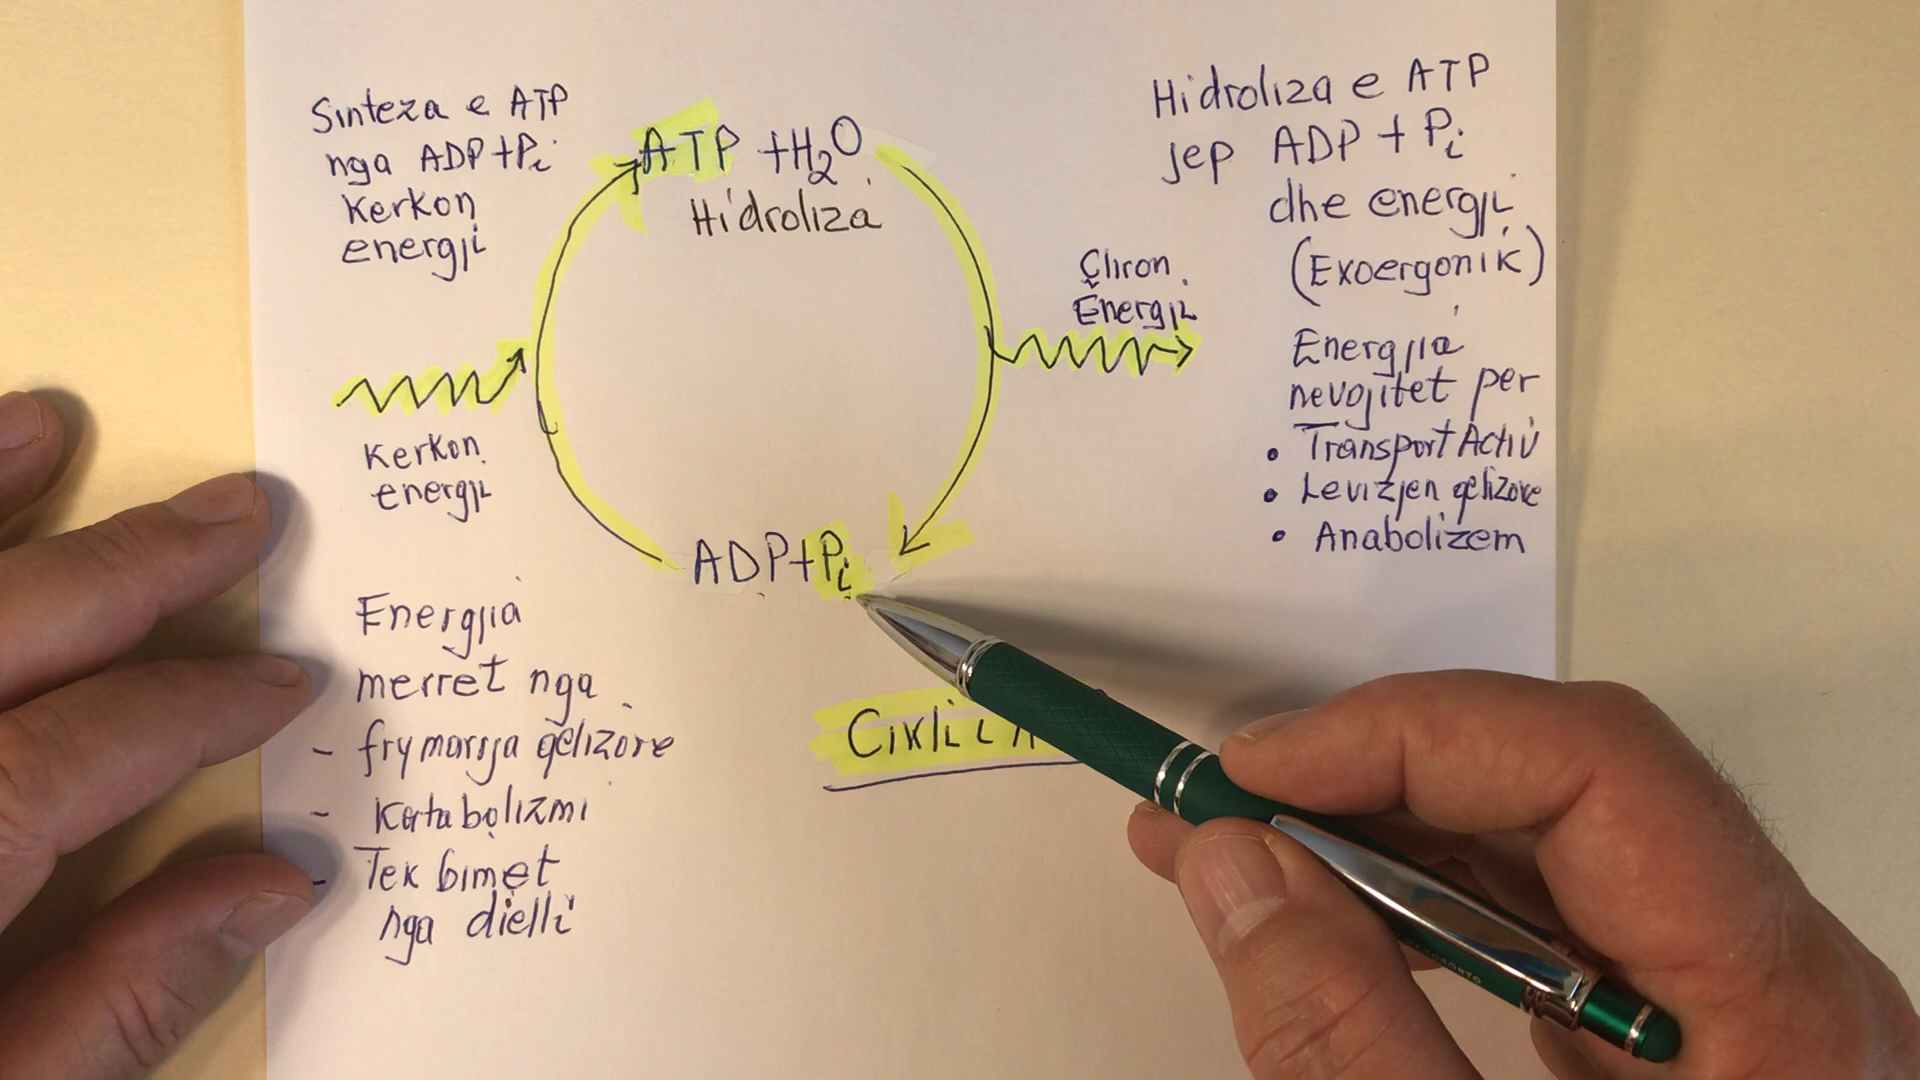 Sinteza e ATP
nga ADP+Pi
Kerkon
energji
ATP +H2O
Hidroliza
Hidroliza e ATP
jep ADP + Pi
dhe energji
(Exoergonik)
Çliron
Energji
Kerkon
energji
ADP+Pi
Energjia
nevojitet per
• Transport Activ
• Levizjen qelizore
• Anabolizem
Energjia
merret nga
- frymarrja qelizore
- Katabolizmi
- Tek bimet
nga dielli
Cikli i